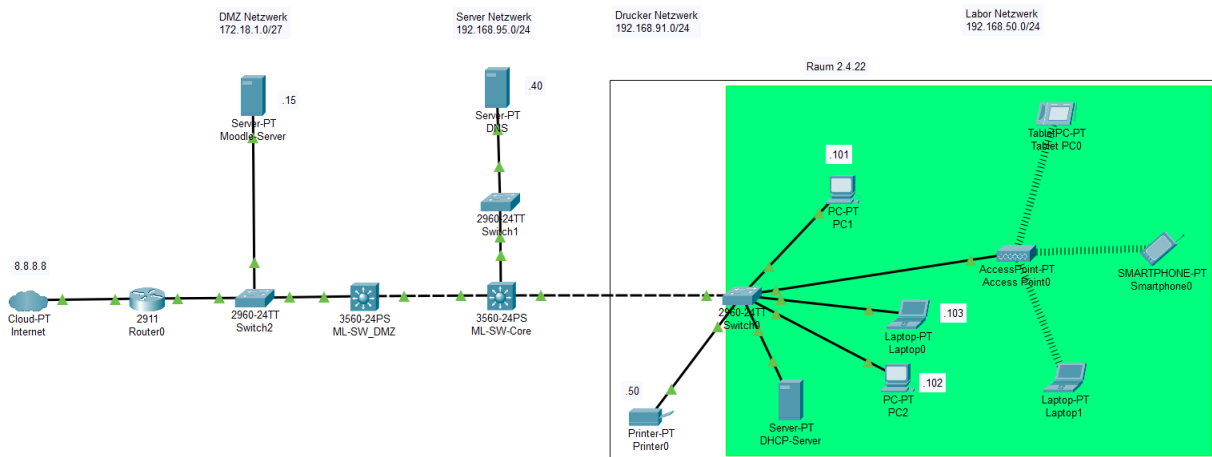 DMZ Netzwerk
172.18.1.0/27
Server Netzwerk
192.168.95.0/24
Drucker Netzwerk
192.168.91.0/24
Labor Netzwerk
192.168.50.0/24
Raum 2.4.22
.15
Server-PT
Moodle-Server
.40
Server-PT
DNS
TabletPC-PT
Tablet PC0
.101
PC-PT
PC1
2960-24TT
Switch1
AccessPoint-PT
Access Point0
SMARTPHONE-PT
Smartphone0
8.8.8.8
Cloud-PT
Internet
2911
Router0
2960-24TT
Switch2
3560-24PS
ML-SW_DMZ
3560-24PS
ML-SW-Core
2960-24TT
Switch0
.103
Laptop-PT
Laptop0
.102
PC-PT
PC2
Laptop-PT
Laptop1
.50
Printer-PT
Printer0
Server-PT
DHCP-Server